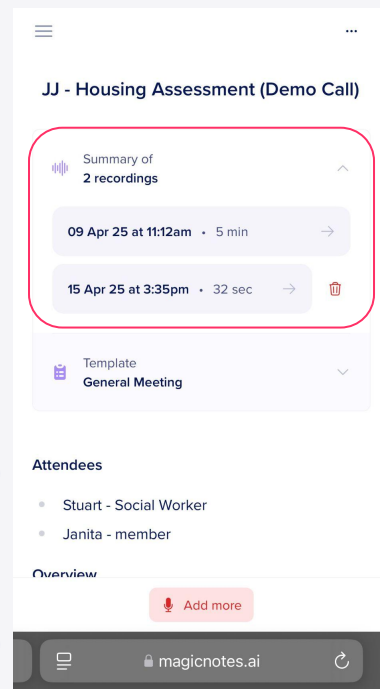 JJ - Housing Assessment (Demo Call)
Summary of
2 recordings
09 Apr 25 at 11:12am • 5 min
15 Apr 25 at 3:35pm • 32 sec
Template
General Meeting
Attendees
Stuart - Social Worker
Janita - member
Overview
Add more
magicnotes.ai